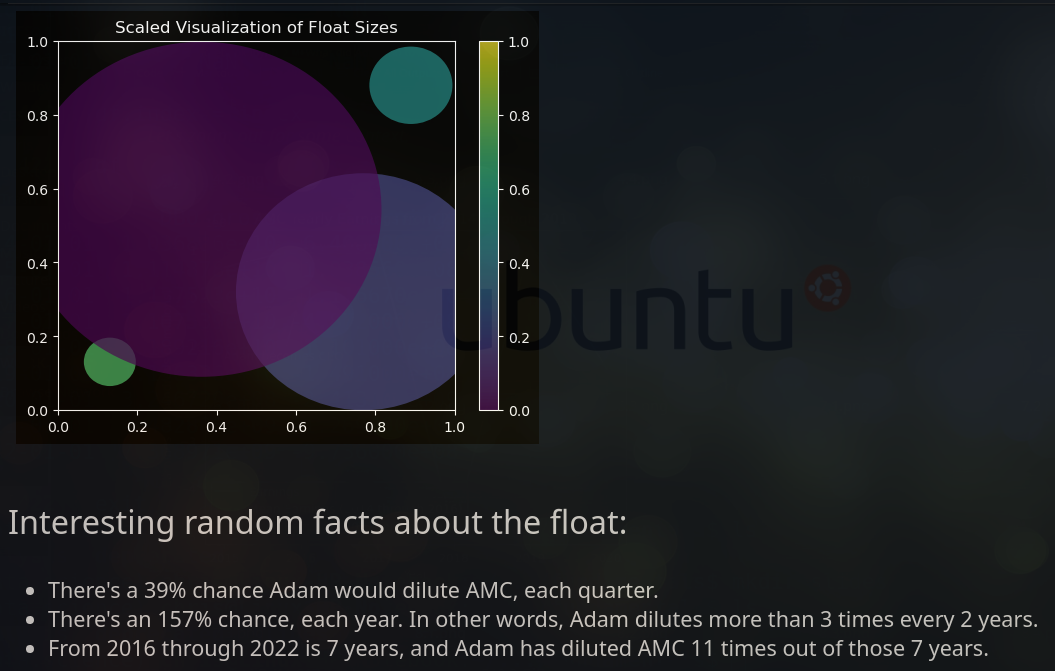 Scaled Visualization of Float Sizes
1.0
0.8
0.6
0.4
0.2
0.0
0.0 0.2 0.4 0.6 0.8 1.0
1.0
0.8
0.6
0.4
0.2
0.0
ubuntu
Interesting random facts about the float:
• There's a 39% chance Adam would dilute AMC, each quarter.
• There's an 157% chance, each year. In other words, Adam dilutes more than 3 times every 2 years.
• From 2016 through 2022 is 7 years, and Adam has diluted AMC 11 times out of those 7 years.